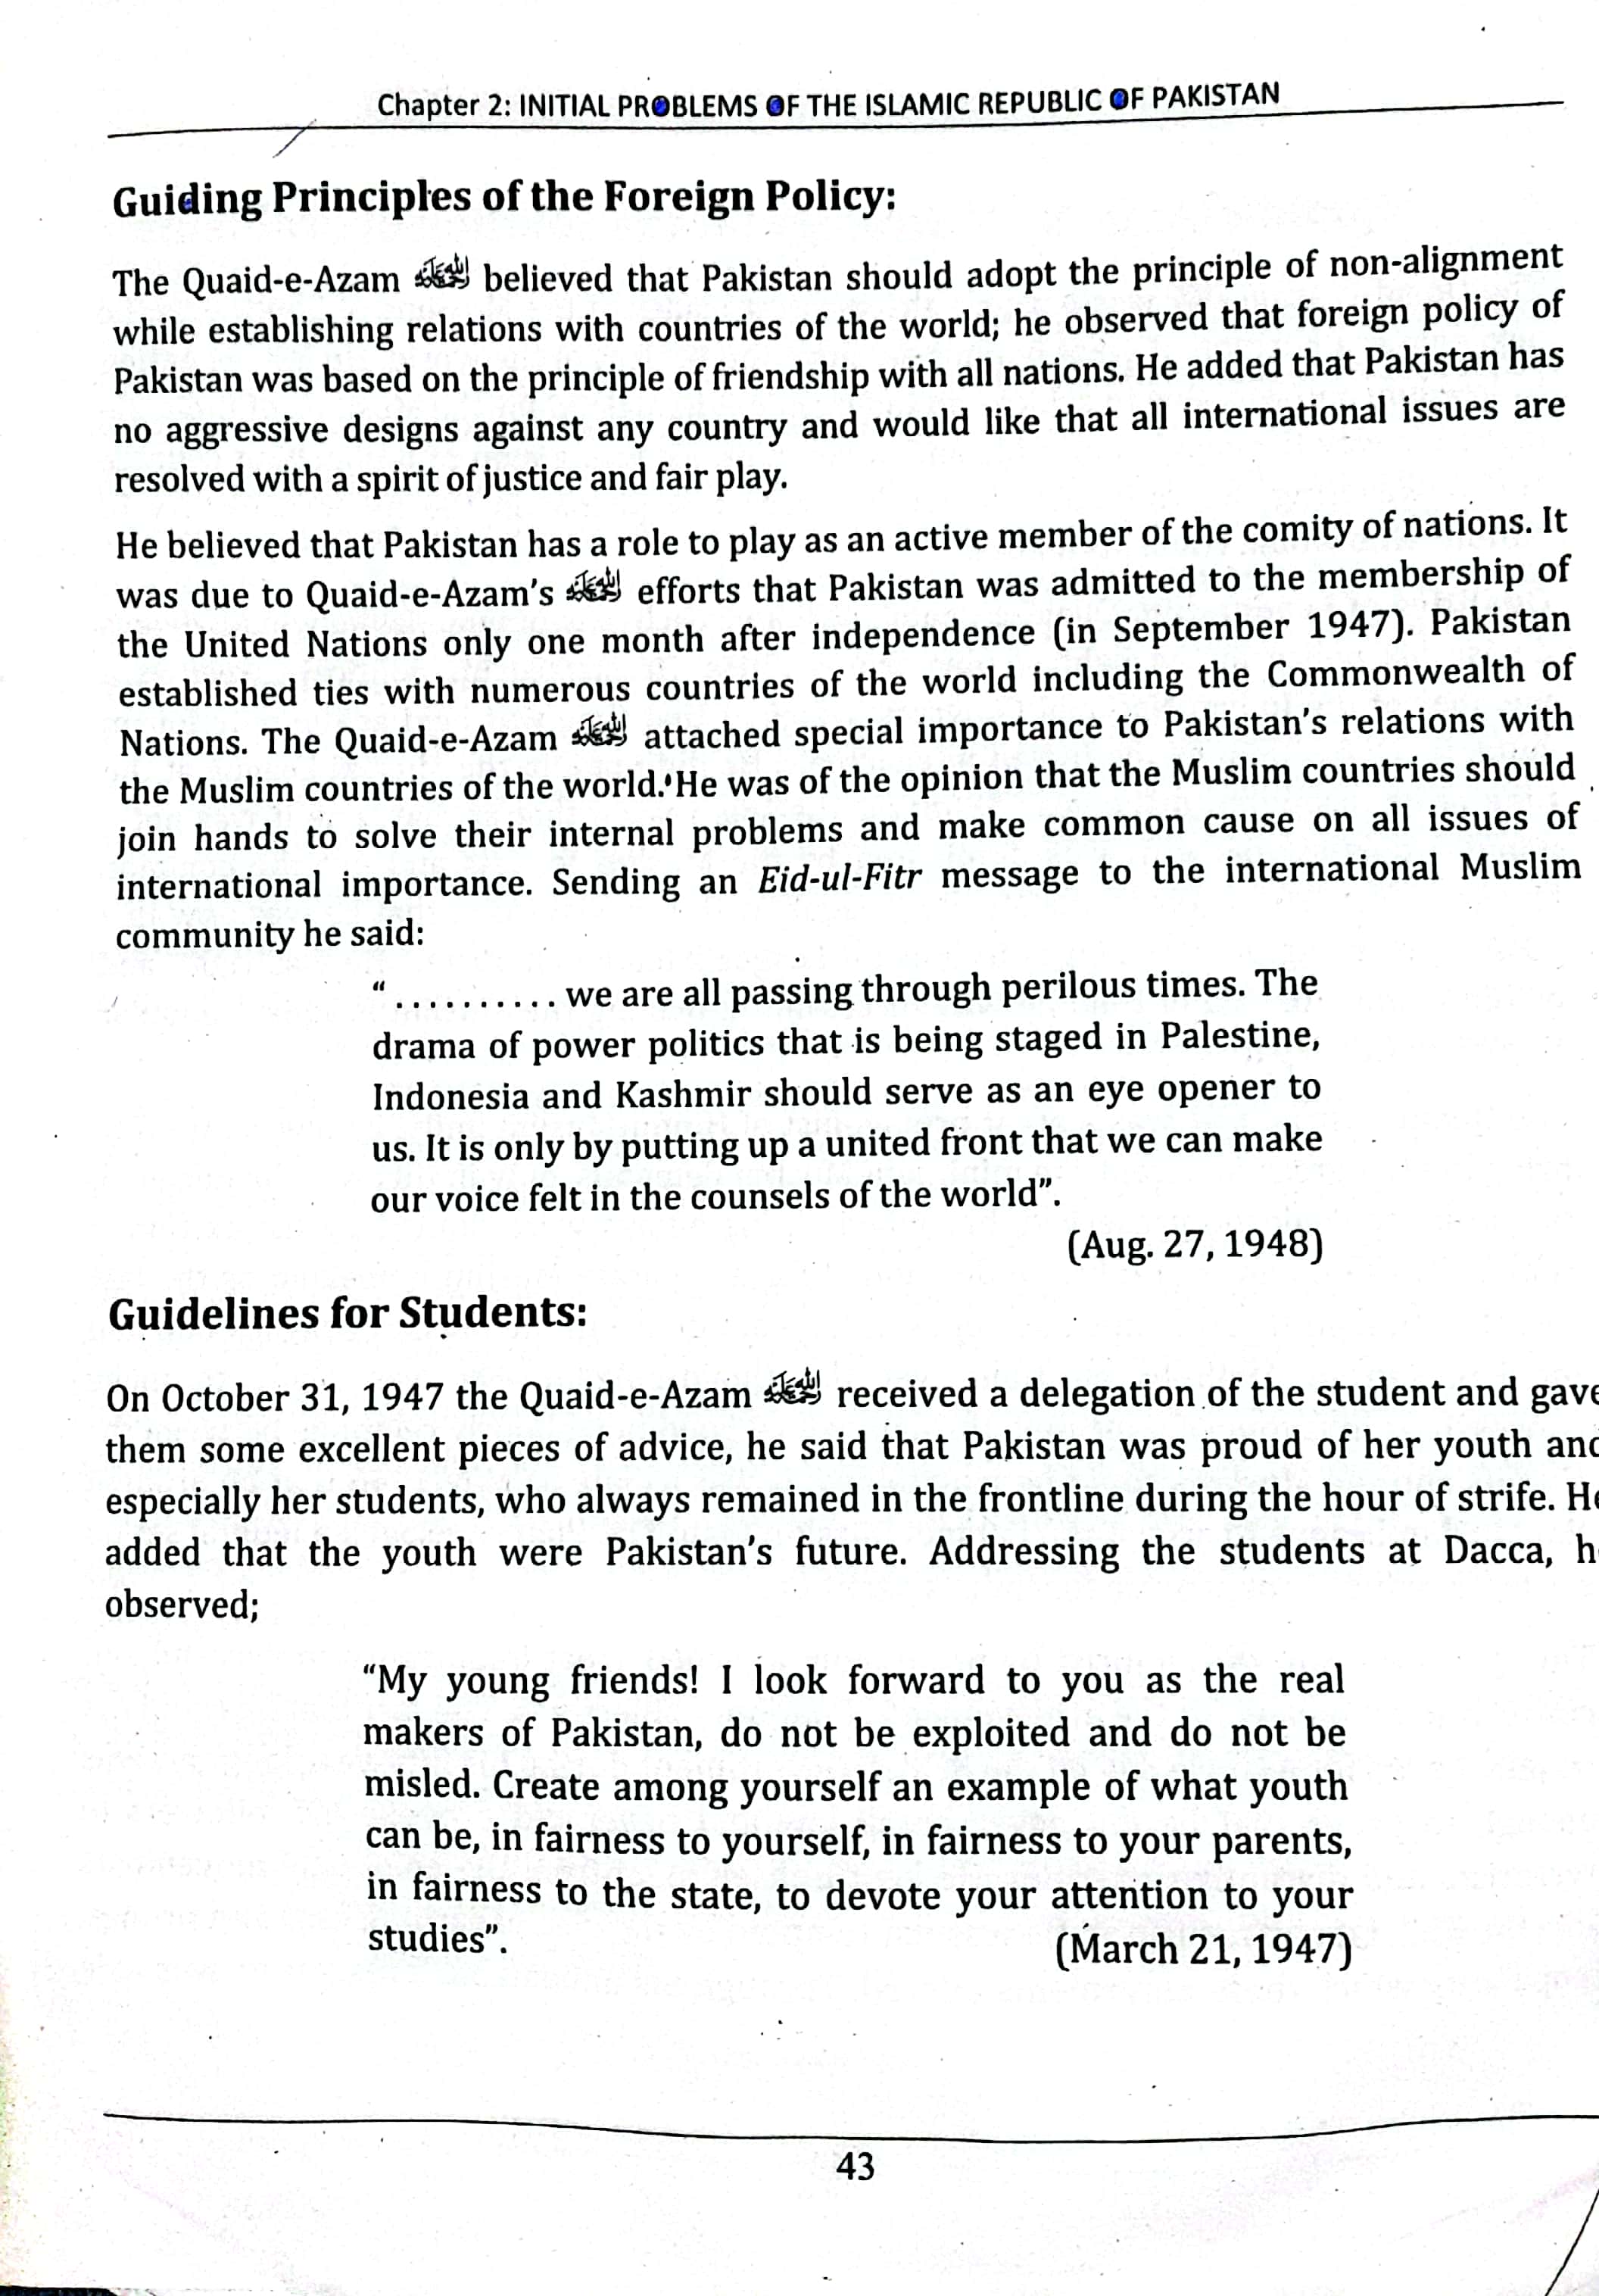 Chapter 2: INITIAL PROBLEMS OF THE ISLAMIC REPUBLIC OF PAKISTAN
Guiding Principles of the Foreign Policy:
The Quaid-e-Azam believed that Pakistan should adopt the principle of non-alignment
while establishing relations with countries of the world; he observed that foreign policy of
Pakistan was based on the principle of friendship with all nations. He added that Pakistan has
no aggressive designs against any country and would like that all international issues are
resolved with a spirit of justice and fair play.
He believed that Pakistan has a role to play as an active member of the comity of nations. It
was due to Quaid-e-Azam's efforts that Pakistan was admitted to the membership of
the United Nations only one month after independence (in September 1947). Pakistan
established ties with numerous countries of the world including the Commonwealth of
Nations. The Quaid-e-Azam attached special importance to Pakistan's relations with
the Muslim countries of the world. He was of the opinion that the Muslim countries should
join hands to solve their internal problems and make common cause on all issues of
international importance. Sending an Eid-ul-Fitr message to the international Muslim
community he said:
“.......... we are all passing through perilous times. The
drama of power politics that is being staged in Palestine,
Indonesia and Kashmir should serve as an eye opener to
us. It is only by putting up a united front that we can make
our voice felt in the counsels of the world”.
(Aug. 27, 1948)
Guidelines for Students:
On October 31, 1947 the Quaid-e-Azam received a delegation of the student and gave
them some excellent pieces of advice, he said that Pakistan was proud of her youth and
especially her students, who always remained in the frontline during the hour of strife. He
added that the youth were Pakistan's future. Addressing the students at Dacca, h
observed;
“My young friends! I look forward to you as the real
makers of Pakistan, do not be exploited and do not be
misled. Create among yourself an example of what youth
can be, in fairness to yourself, in fairness to your parents,
in fairness to the state, to devote your attention to your
studies”. (March 21, 1947)
43